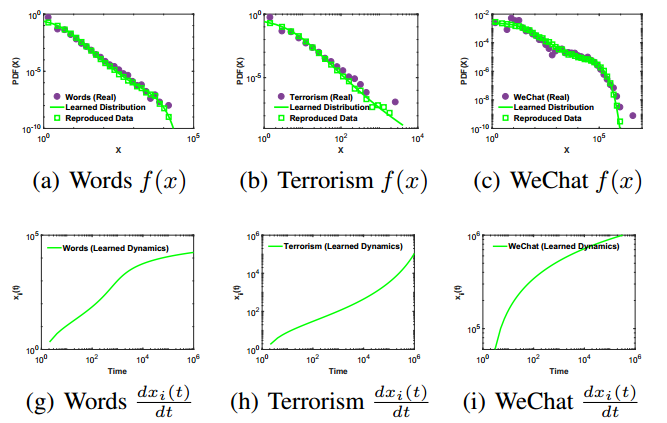 10^0
10^-5
10^-10
PDF(X)
Words (Real)
Learned Distribution
Reproduced Data
10^0
10^5
X
(a) Words f(x)
10^0
10^-5
PDF(X)
Terrorism (Real)
Learned Distribution
Reproduced Data
10^0
10^2
10^4
X
(b) Terrorism f(x)
10^-2
10^-4
10^-6
10^-8
10^-10
PDF(X)
WeChat (Real)
Learned Distribution
Reproduced Data
10^0
10^5
X
(c) WeChat f(x)
10^5
10^0
x_i(t)
Words (Learned Dynamics)
10^0
10^2
10^4
10^6
Time
(g) Words dx_i(t)/dt
10^6
10^4
10^2
10^0
x_i(t)
Terrorism (Learned Dynamics)
10^0
10^2
10^4
10^6
Time
(h) Terrorism dx_i(t)/dt
10^6
10^5
x_i(t)
WeChat (Learned Dynamics)
10^0
10^2
10^4
10^6
Time
(i) WeChat dx_i(t)/dt